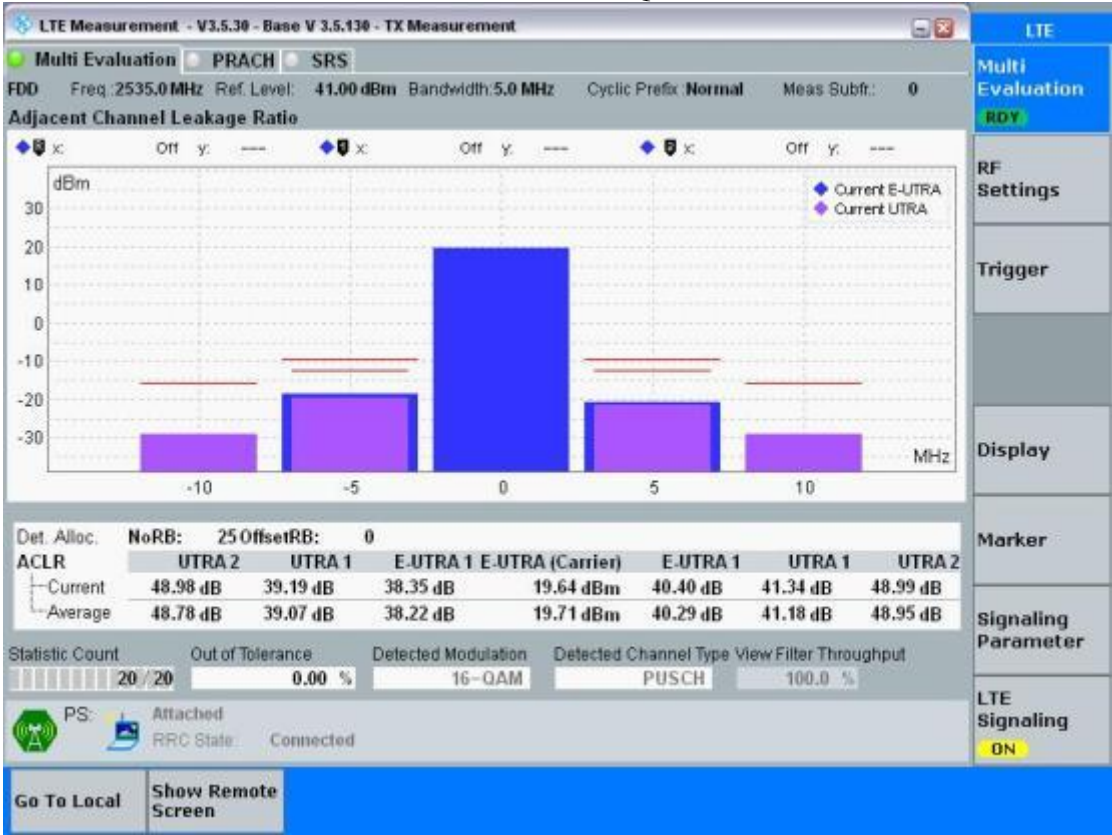 LTE Measurement - V3.5.30 - Base V 3.5.130 - TX Measurement
LTE
Multi Evaluation PRACH SRS
FDD Freq.:2535.0 MHz Ref. Level: 41.00 dBm Bandwidth:5.0 MHz Cyclic Prefix:Normal Meas Subfr.: 0
Adjacent Channel Leakage Ratio
x: Off y: --- x: Off y: --- x: Off y: ---
dBm
Current E-UTRA
Current UTRA
30
20
10
0
-10
-20
-30
MHz
-10 -5 0 5 10
Det. Alloc. NoRB: 25 OffsetRB: 0
ACLR UTRA 2 UTRA 1 E-UTRA 1 E-UTRA (Carrier) E-UTRA 1 UTRA 1 UTRA 2
Current 48.98 dB 39.19 dB 38.35 dB 19.64 dBm 40.40 dB 41.34 dB 48.99 dB
Average 48.78 dB 39.07 dB 38.22 dB 19.71 dBm 40.29 dB 41.18 dB 48.95 dB
Statistic Count Out of Tolerance Detected Modulation Detected Channel Type View Filter Throughput
20 / 20 0.00 % 16-QAM PUSCH 100.0 %
PS: Attached
RRC State: Connected
Multi
Evaluation
RDY
RF
Settings
Trigger
Display
Marker
Signaling
Parameter
LTE
Signaling
ON
Go To Local
Show Remote
Screen